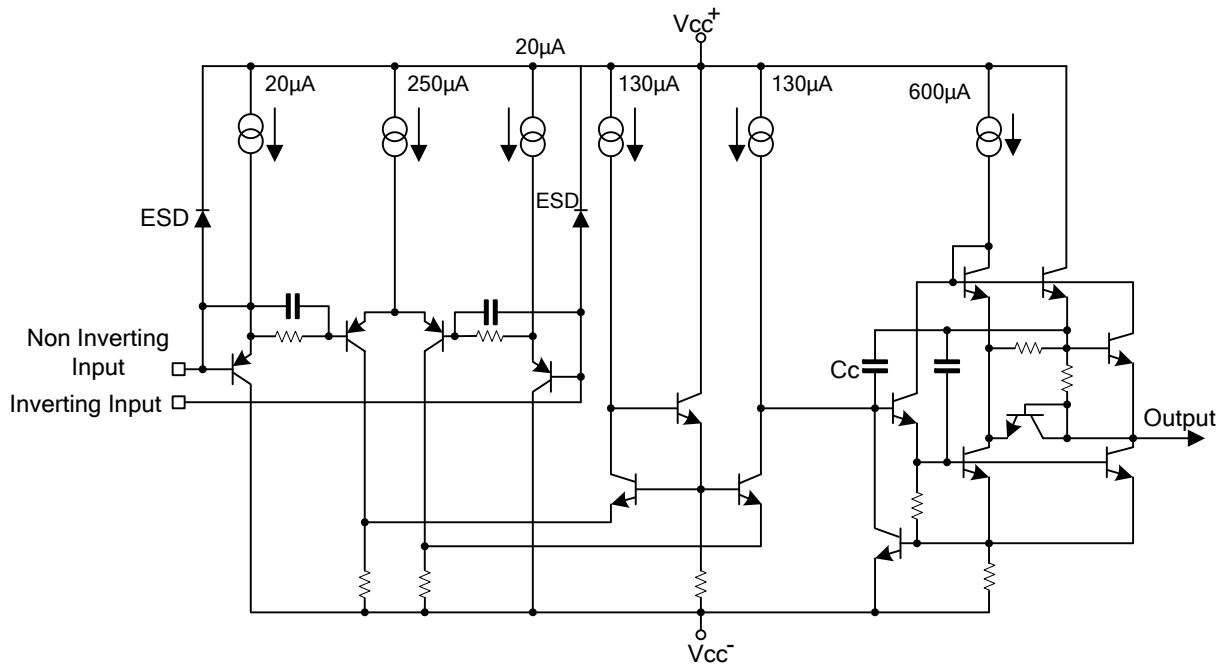 Vcc+
20µA
20µA
250µA
130µA
130µA
600µA
ESD
ESD
Non Inverting
Input
Inverting Input
Cc
Output
Vcc-